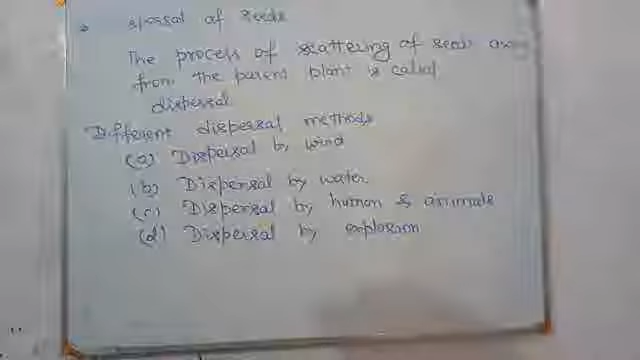 spersal of seeds
The process of scattering of seeds away
from the parent plant is called
dispersal
Different dispersal methods
(a) Dispersal by wind
(b) Dispersal by water
(c) Dispersal by human & animals
(d) Dispersal by explosion